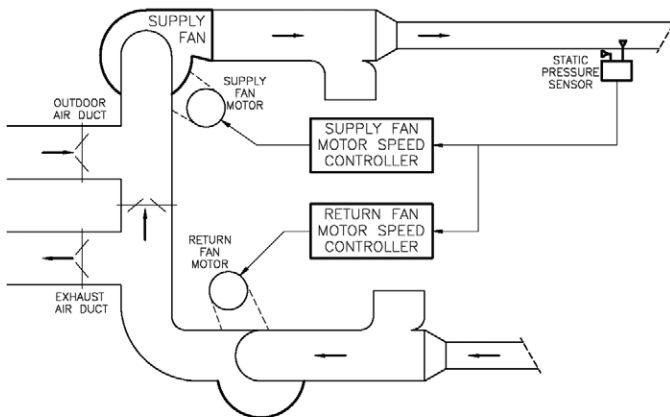 SUPPLY
FAN
STATIC
PRESSURE
SENSOR
SUPPLY
FAN
MOTOR
OUTDOOR
AIR DUCT
SUPPLY FAN
MOTOR SPEED
CONTROLLER
RETURN FAN
MOTOR SPEED
CONTROLLER
RETURN
FAN
MOTOR
EXHAUST
AIR DUCT